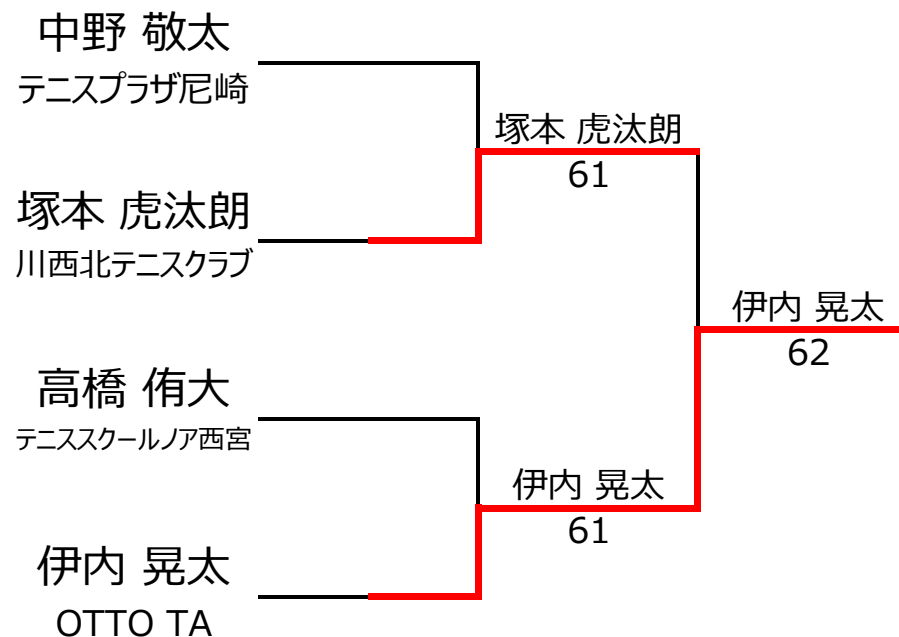 中野 敬太
テニスプラザ尼崎
塚本 虎汰朗
61
塚本 虎汰朗
川西北テニスクラブ
伊内 晃太
62
高橋 侑大
テニススクールノア西宮
伊内 晃太
61
伊内 晃太
OTTO TA